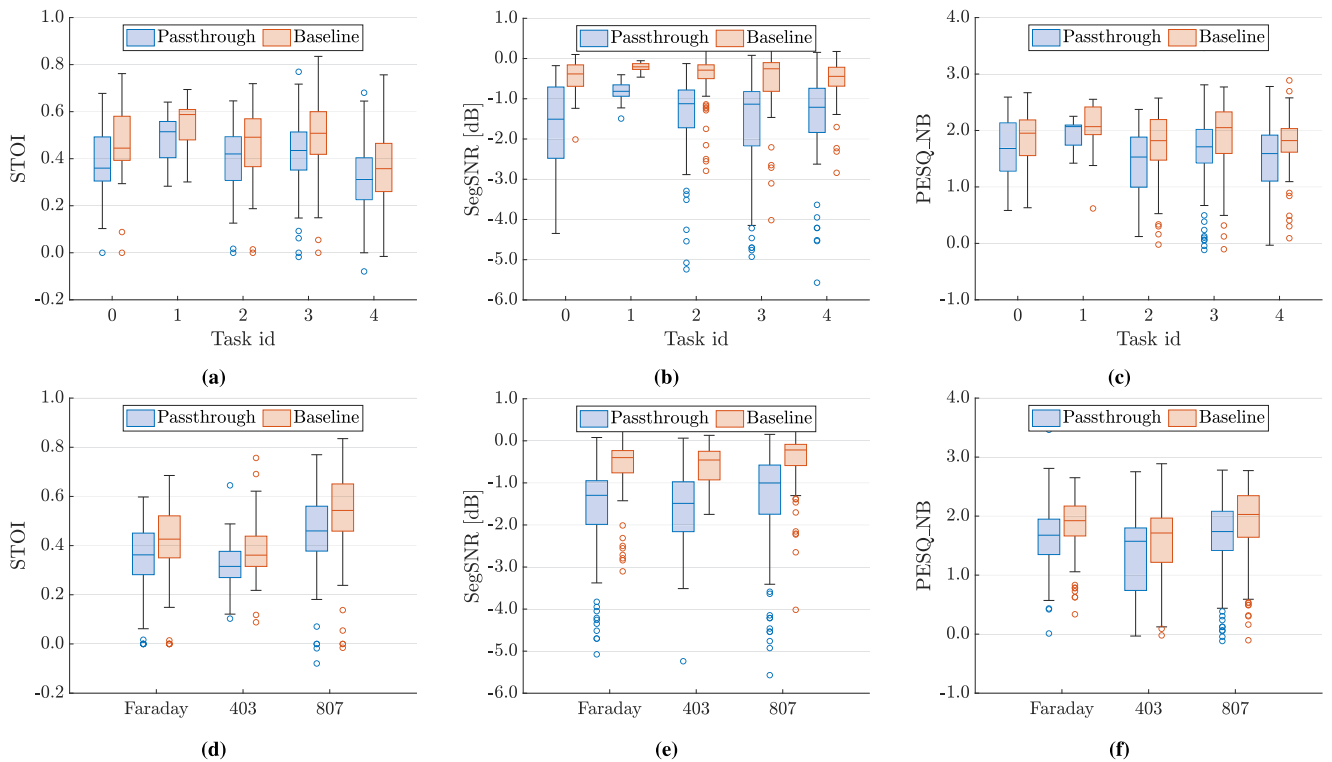 1.0
0.8
0.6
0.4
0.2
0.0
-0.2
STOI
Passthrough Baseline
0 1 2 3 4
Task id
(a)
1.0
0.0
-1.0
-2.0
-3.0
-4.0
-5.0
-6.0
SegSNR [dB]
Passthrough Baseline
0 1 2 3 4
Task id
(b)
4.0
3.0
2.0
1.0
0.0
-1.0
PESQ_NB
Passthrough Baseline
0 1 2 3 4
Task id
(c)
1.0
0.8
0.6
0.4
0.2
0.0
-0.2
STOI
Passthrough Baseline
Faraday 403 807
(d)
1.0
0.0
-1.0
-2.0
-3.0
-4.0
-5.0
-6.0
SegSNR [dB]
Passthrough Baseline
Faraday 403 807
(e)
4.0
3.0
2.0
1.0
0.0
-1.0
PESQ_NB
Passthrough Baseline
Faraday 403 807
(f)